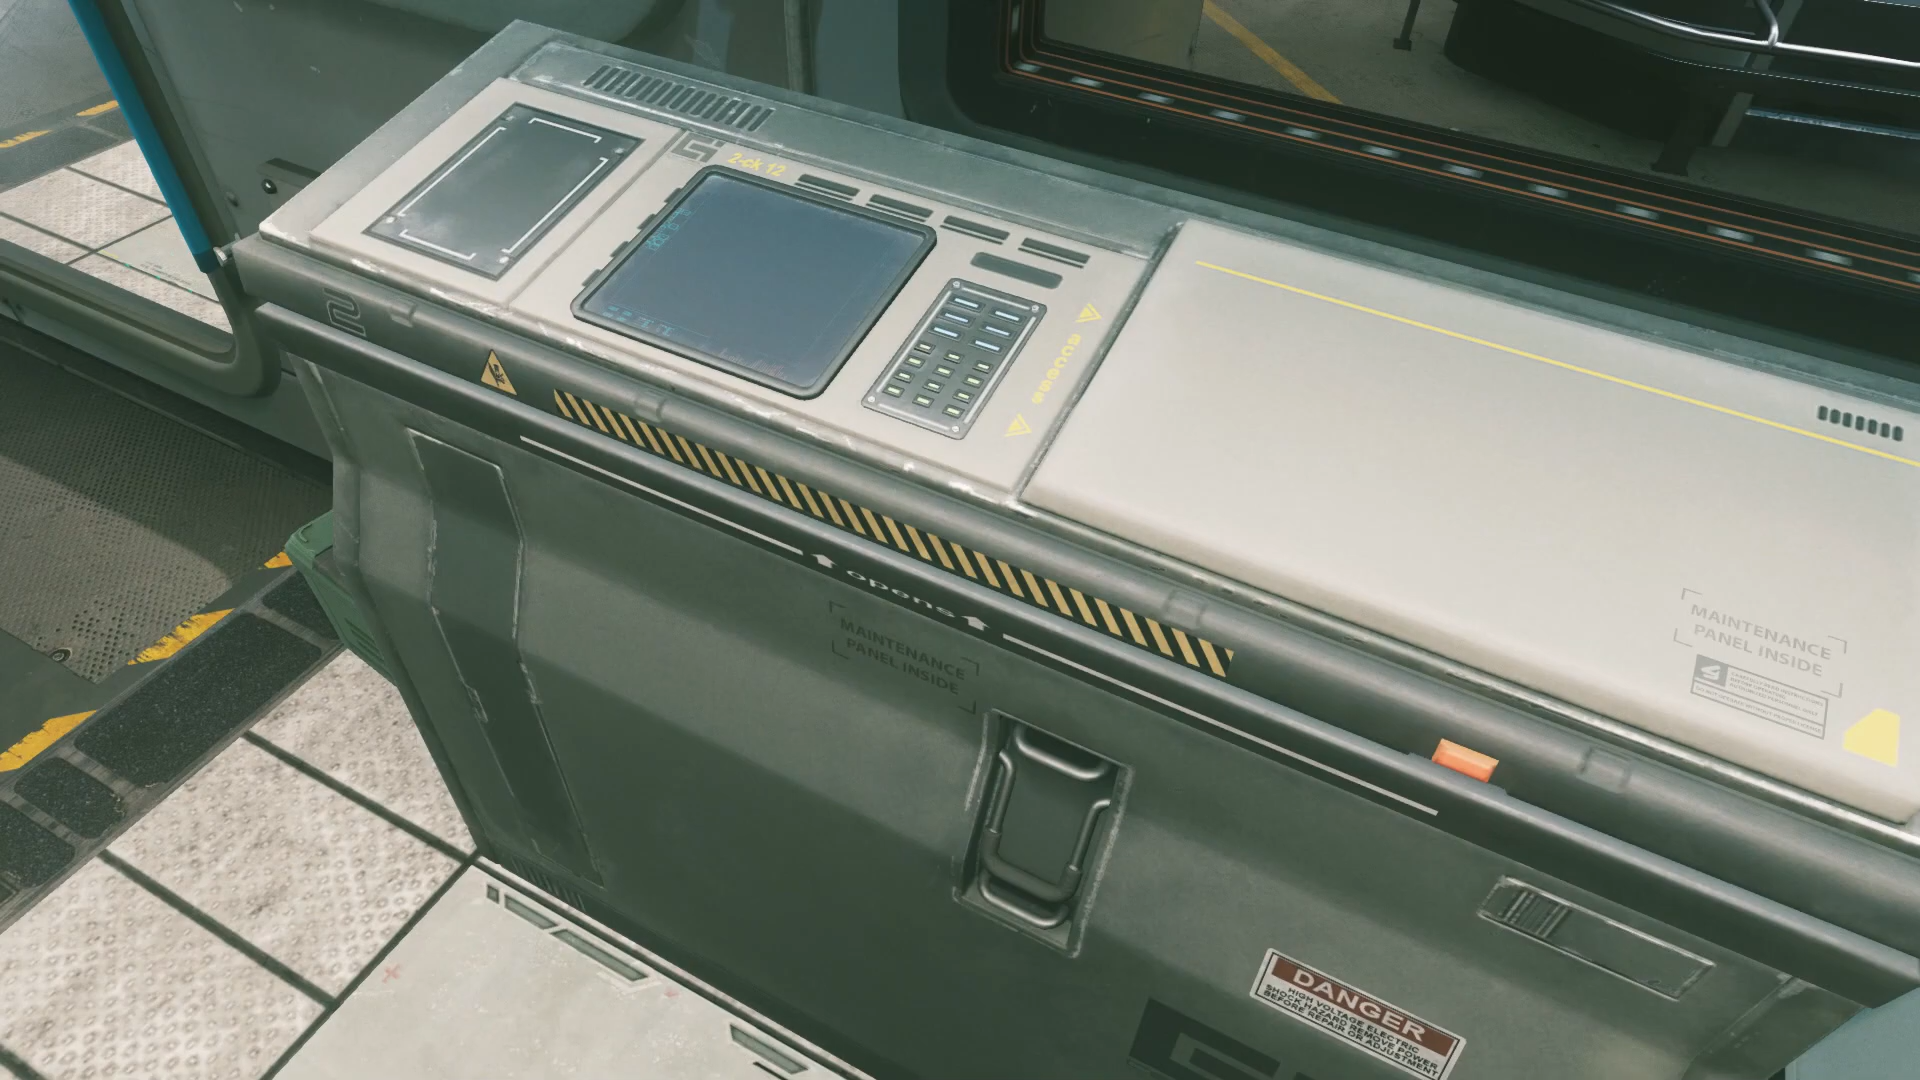 2-ck 12
access
2
opens
MAINTENANCE
PANEL INSIDE
MAINTENANCE
PANEL INSIDE
DANGER
HIGH VOLTAGE ELECTRIC
SHOCK HAZARD REMOVE POWER
BEFORE REPAIR OR ADJUSTMENT